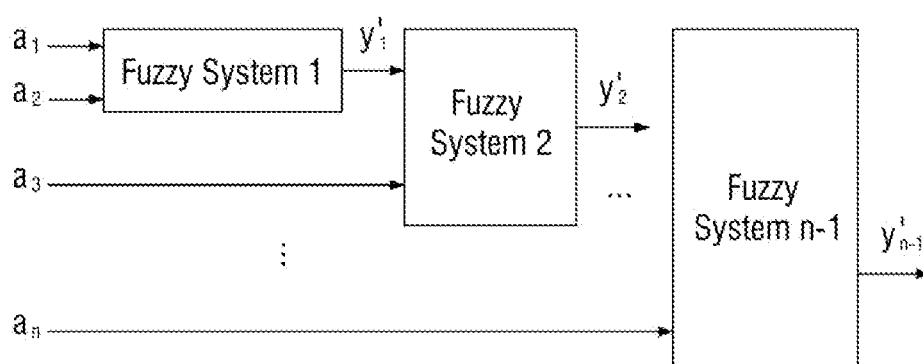 a₁
a₂
Fuzzy System 1
y'₁
a₃
Fuzzy
System 2
y'₂
...
⋮
aₙ
Fuzzy
System n-1
y'ₙ₋₁